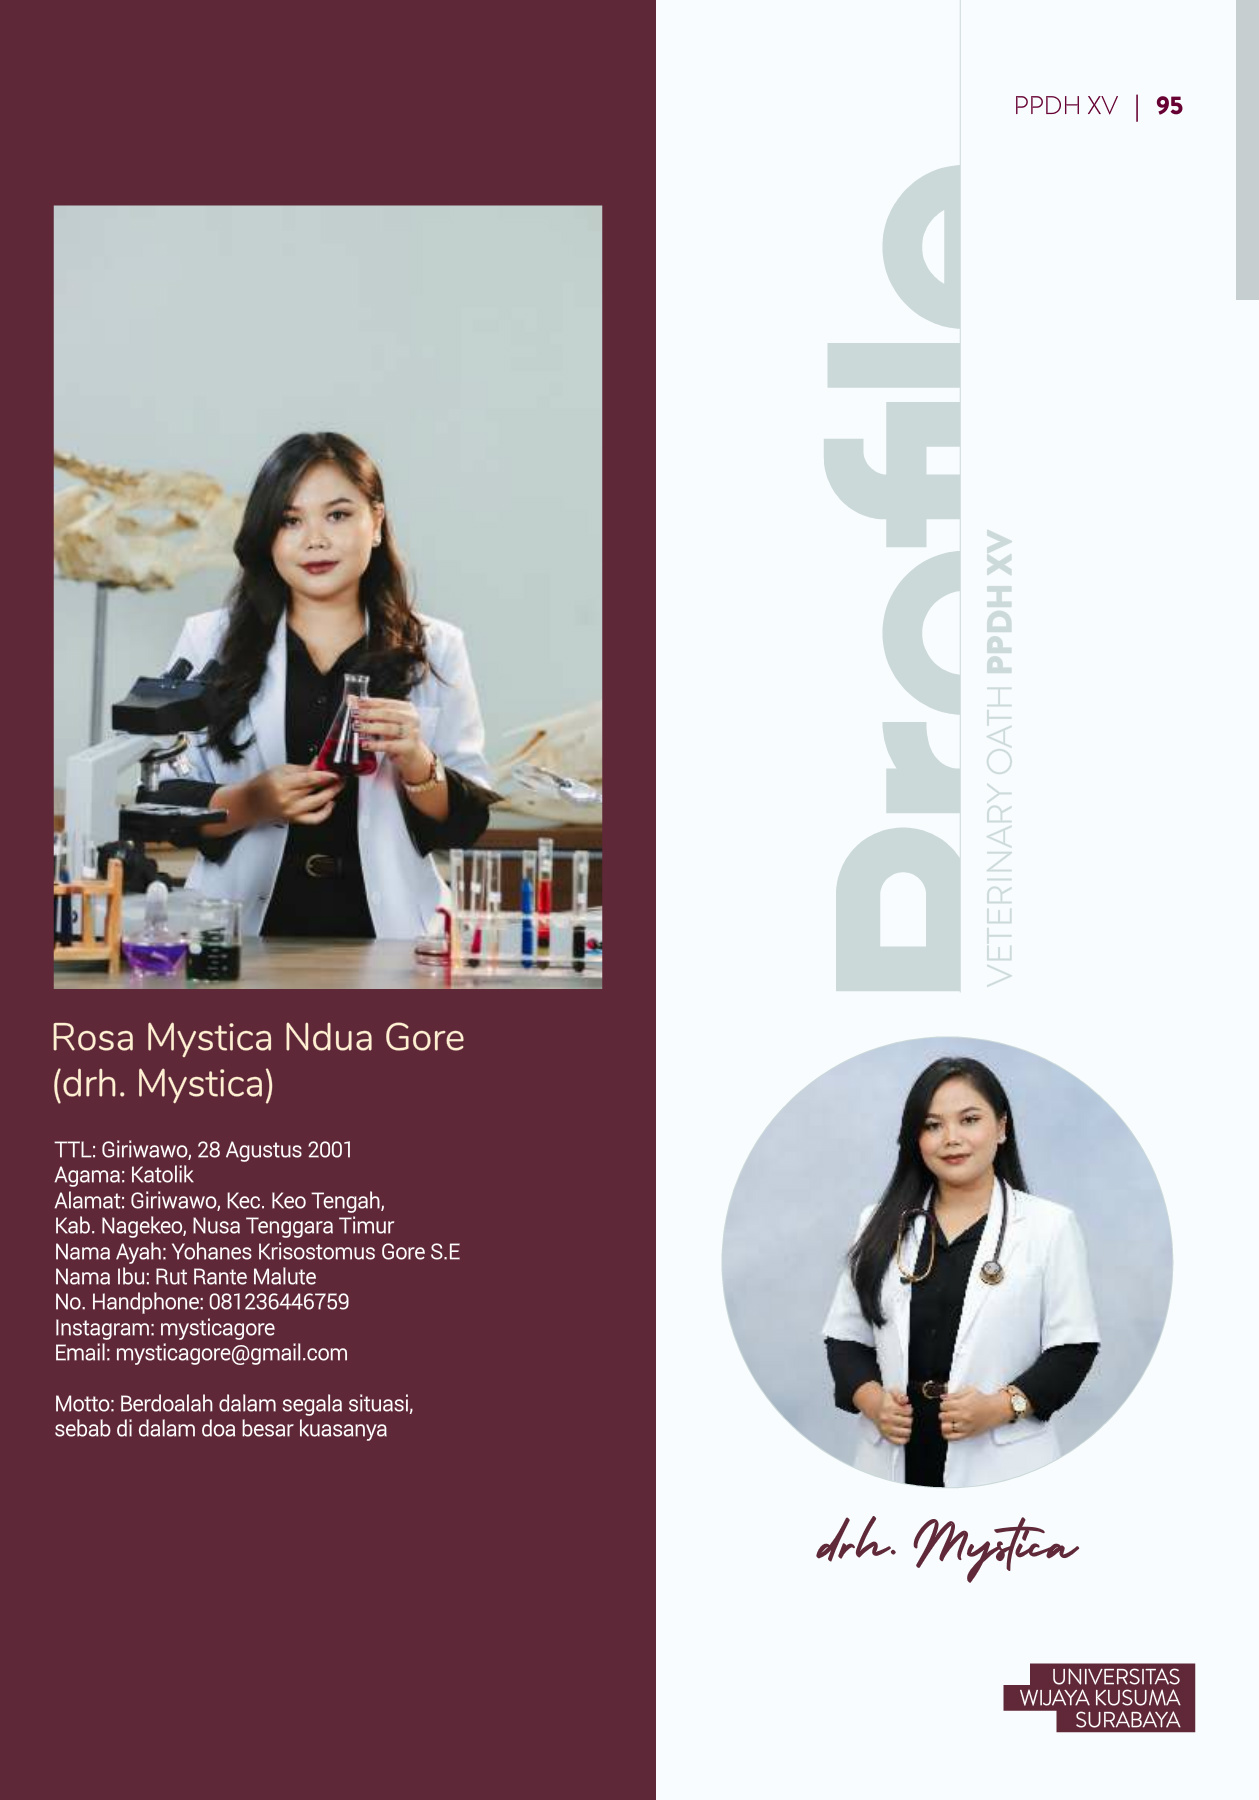 PPDH XV | 95
Profile
VETERINARY OATH PPDH XV
Rosa Mystica Ndua Gore
(drh. Mystica)
TTL: Giriwawo, 28 Agustus 2001
Agama: Katolik
Alamat: Giriwawo, Kec. Keo Tengah,
Kab. Nagekeo, Nusa Tenggara Timur
Nama Ayah: Yohanes Krisostomus Gore S.E
Nama Ibu: Rut Rante Malute
No. Handphone: 081236446759
Instagram: mysticagore
Email: mysticagore@gmail.com
Motto: Berdoalah dalam segala situasi,
sebab di dalam doa besar kuasanya
drh. Mystica
UNIVERSITAS
WIJAYA KUSUMA
SURABAYA